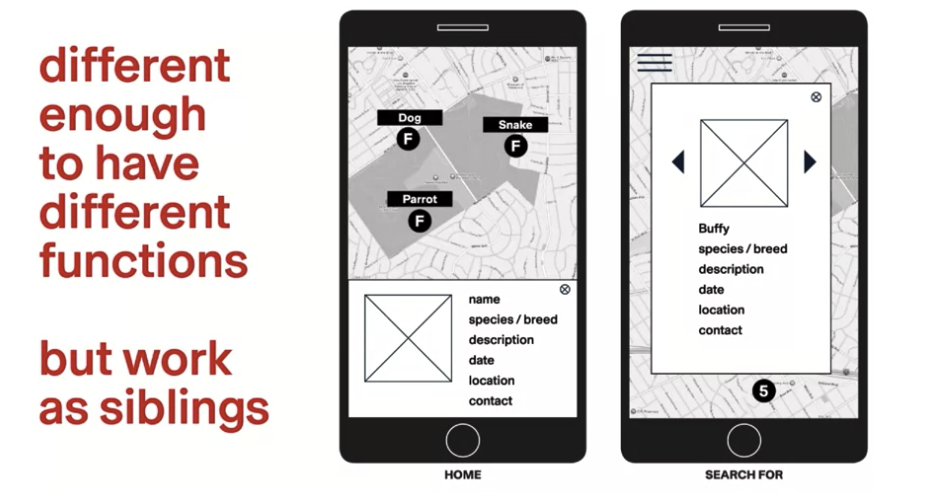 different
enough
to have
different
functions
but work
as siblings
Dog
F
Snake
F
Parrot
F
name
species / breed
description
date
location
contact
HOME
Buffy
species / breed
description
date
location
contact
5
SEARCH FOR